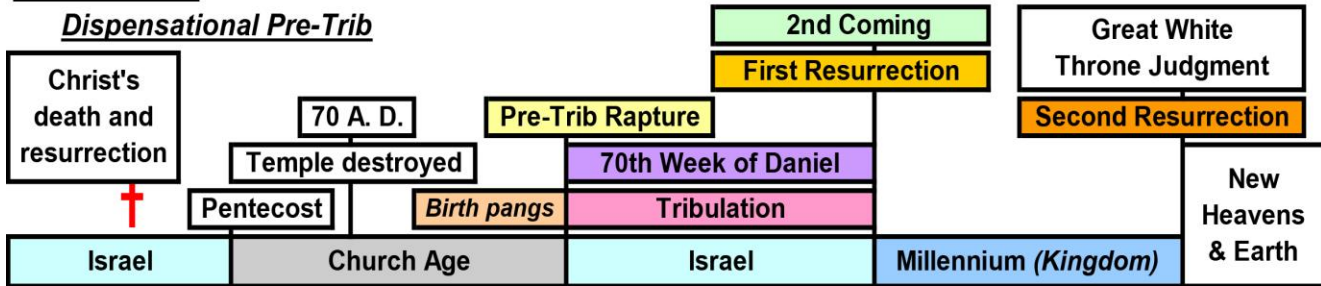 Dispensational Pre-Trib
Christ's
death and
resurrection
70 A. D.
Temple destroyed
Pentecost
Pre-Trib Rapture
Birth pangs
70th Week of Daniel
Tribulation
2nd Coming
First Resurrection
Great White
Throne Judgment
Second Resurrection
New
Heavens
& Earth
Israel
Church Age
Israel
Millennium (Kingdom)